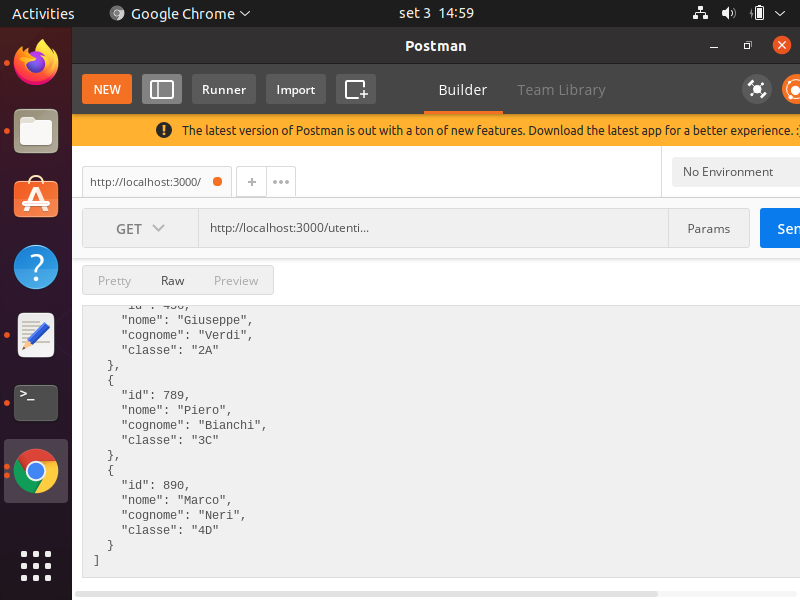 Activities
Google Chrome
set 3 14:59
Postman
NEW
Runner
Import
Builder
Team Library
The latest version of Postman is out with a ton of new features. Download the latest app for a better experience. :)
http://localhost:3000/
+
No Environment
GET
http://localhost:3000/utenti...
Params
Sen
Pretty
Raw
Preview
"nome": "Giuseppe",
"cognome": "Verdi",
"classe": "2A"
},
{
"id": 789,
"nome": "Piero",
"cognome": "Bianchi",
"classe": "3C"
},
{
"id": 890,
"nome": "Marco",
"cognome": "Neri",
"classe": "4D"
}
]